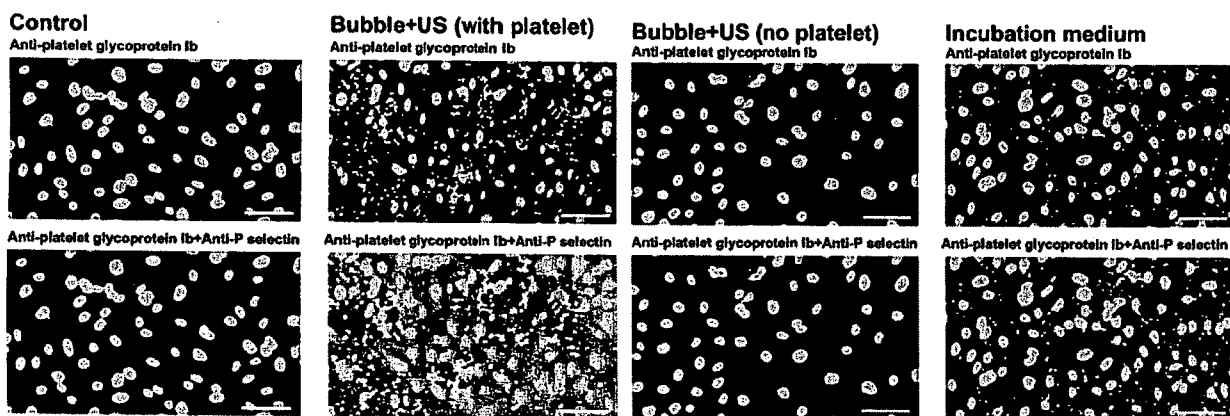 Control
Anti-platelet glycoprotein Ib
Bubble+US (with platelet)
Anti-platelet glycoprotein Ib
Bubble+US (no platelet)
Anti-platelet glycoprotein Ib
Incubation medium
Anti-platelet glycoprotein Ib
Anti-platelet glycoprotein Ib+Anti-P selectin
Anti-platelet glycoprotein Ib+Anti-P selectin
Anti-platelet glycoprotein Ib+Anti-P selectin
Anti-platelet glycoprotein Ib+Anti-P selectin